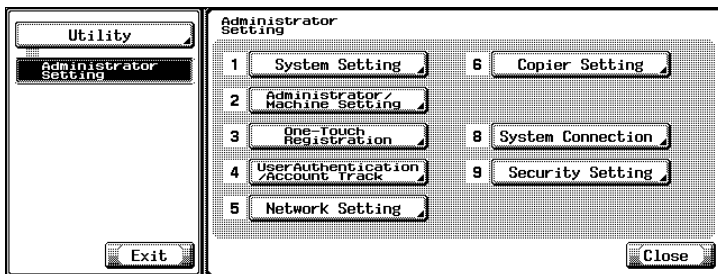 Utility
Administrator
Setting
Exit
Administrator
Setting
1 System Setting
2 Administrator/
Machine Setting
3 One-Touch
Registration
4 UserAuthentication
/Account Track
5 Network Setting
6 Copier Setting
8 System Connection
9 Security Setting
Close